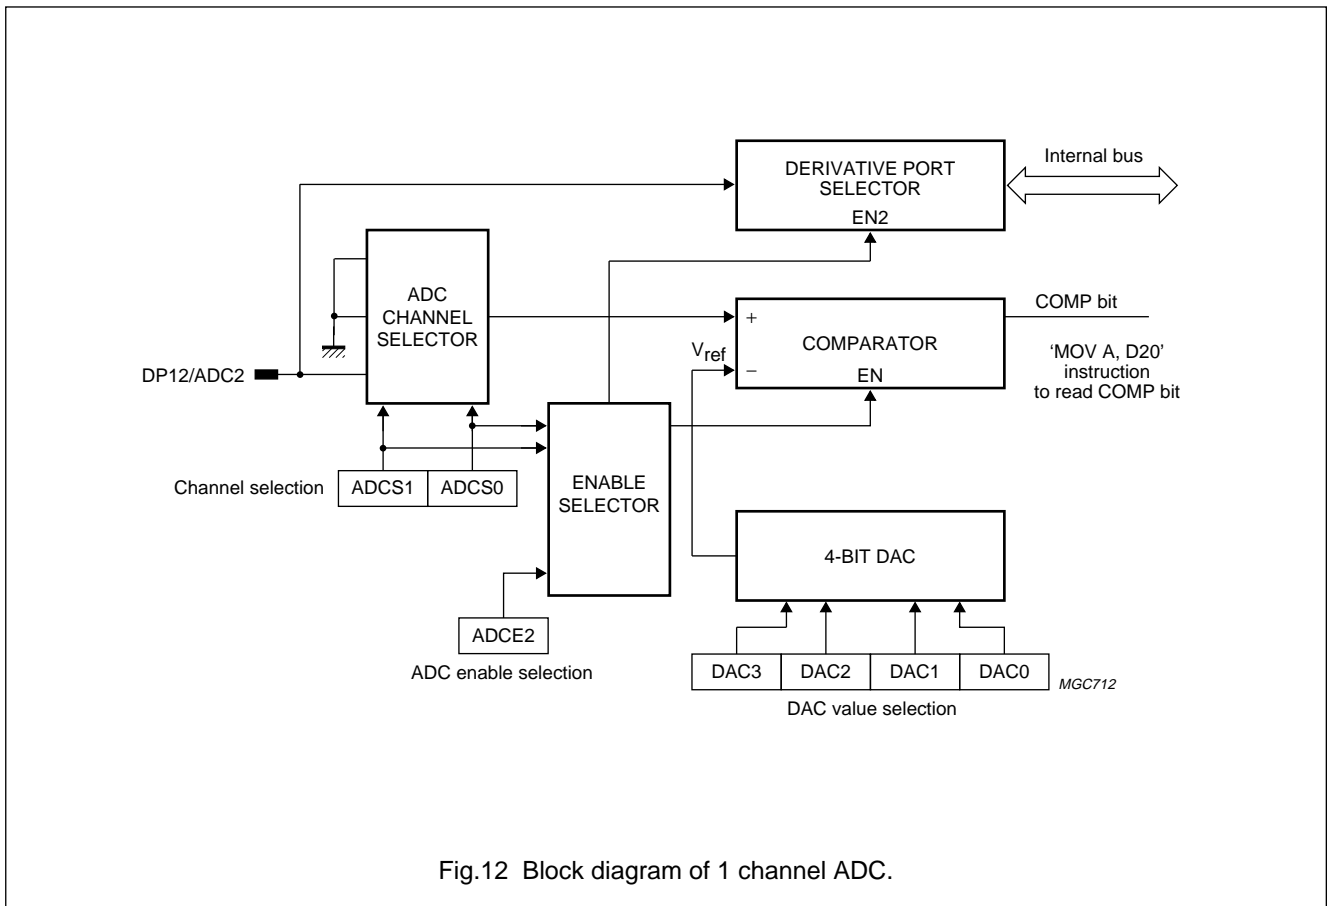 DERIVATIVE PORT
SELECTOR
EN2
Internal bus
ADC
CHANNEL
SELECTOR
DP12/ADC2
+
Vref
−
COMPARATOR
EN
COMP bit
‘MOV A, D20’
instruction
to read COMP bit
Channel selection
ADCS1
ADCS0
ENABLE
SELECTOR
4-BIT DAC
ADCE2
ADC enable selection
DAC3
DAC2
DAC1
DAC0
MGC712
DAC value selection
Fig.12 Block diagram of 1 channel ADC.